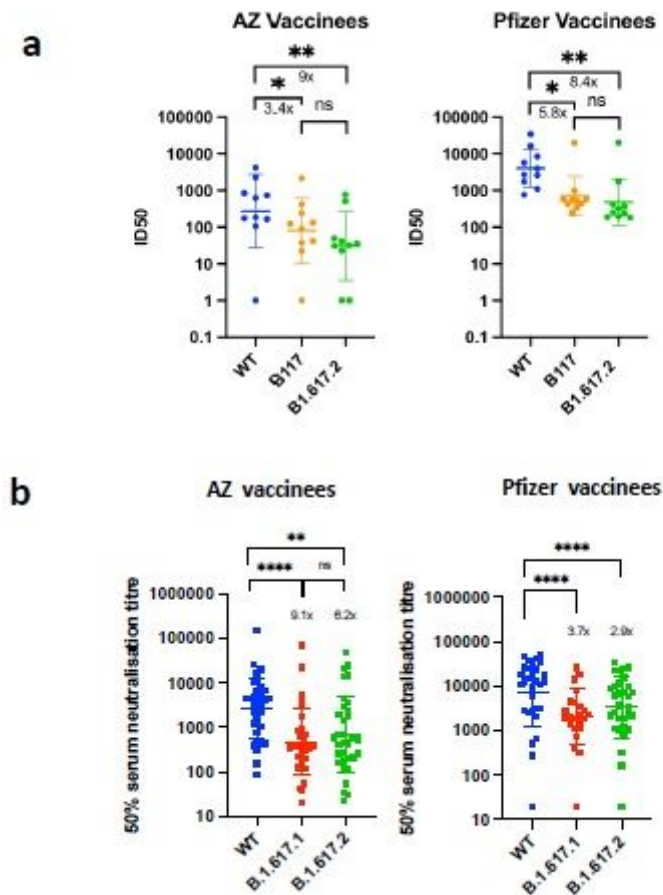 a
AZ Vaccinees
Pfizer Vaccinees
**
9x
*
3.4x
ns
**
8.4x
*
5.8x
ns
ID50
100000
10000
1000
100
10
1
0.1
WT
B117
B1.617.2
ID50
100000
10000
1000
100
10
1
0.1
WT
B117
B1.617.2
b
AZ vaccinees
Pfizer vaccinees
**
****
ns
9.1x
6.2x
****
****
3.7x
2.9x
50% serum neutralisation titre
1000000
100000
10000
1000
100
10
WT
B.1.617.1
B.1.617.2
50% serum neutralisation titre
1000000
100000
10000
1000
100
10
WT
B.1.617.1
B.1.617.2